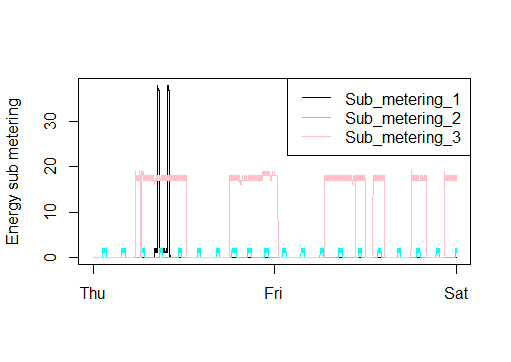 Energy sub metering
30
20
10
0
Sub_metering_1
Sub_metering_2
Sub_metering_3
Thu Fri Sat